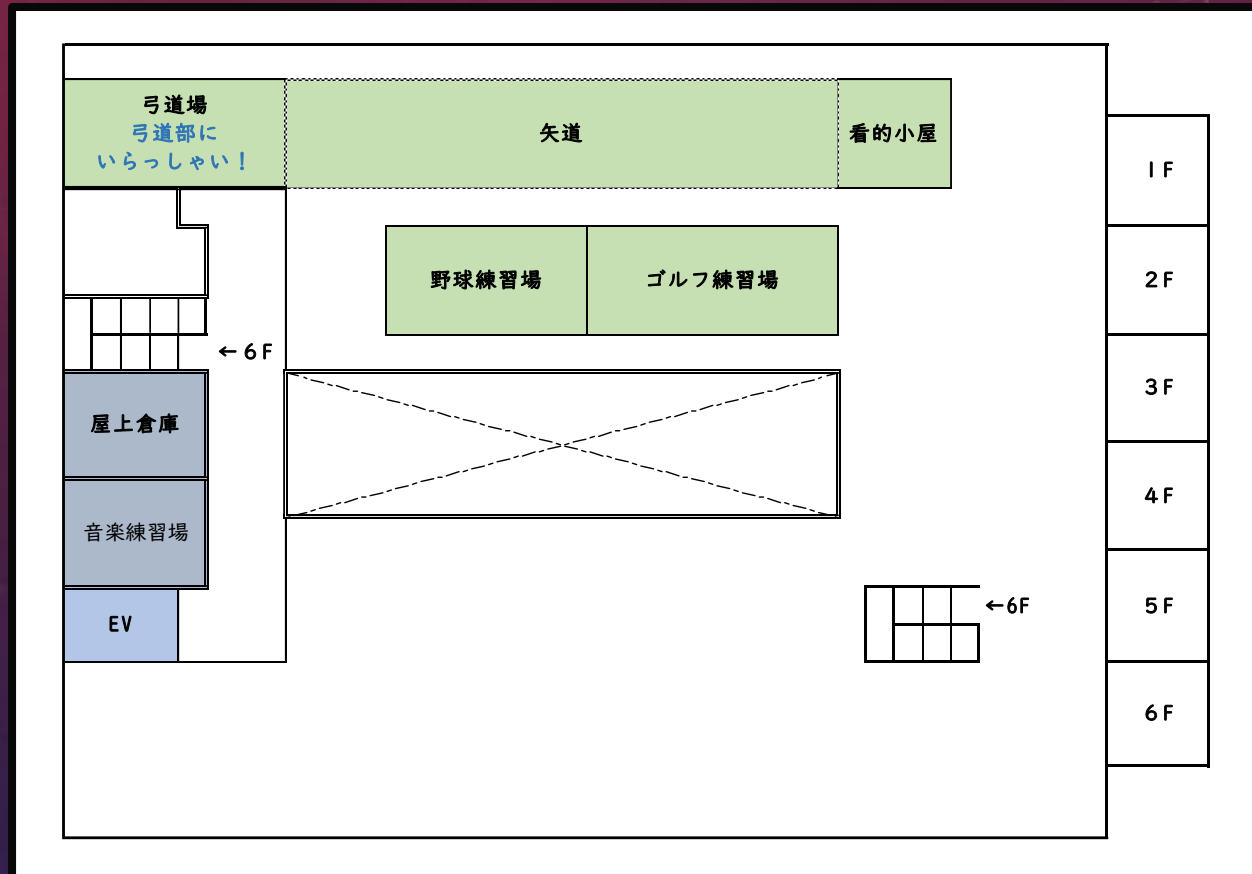 弓道場
弓道部に
いらっしゃい！
矢道
看的小屋
1F
野球練習場
ゴルフ練習場
2F
←6F
3F
屋上倉庫
4F
音楽練習場
EV
←6F
5F
6F